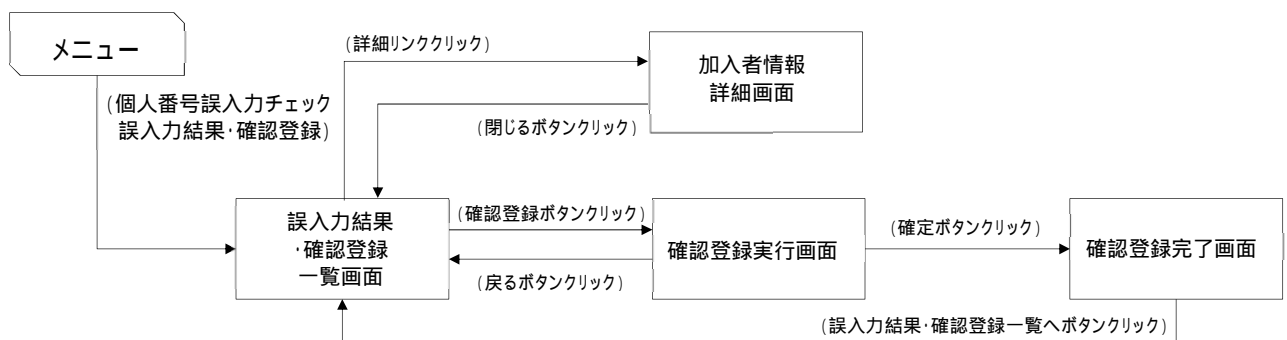 メニュー
(個人番号誤入力チェック
誤入力結果・確認登録)
(詳細リンククリック)
加入者情報
詳細画面
(閉じるボタンクリック)
誤入力結果
・確認登録
一覧画面
(確認登録ボタンクリック)
(戻るボタンクリック)
確認登録実行画面
(確定ボタンクリック)
確認登録完了画面
(誤入力結果・確認登録一覧へボタンクリック)